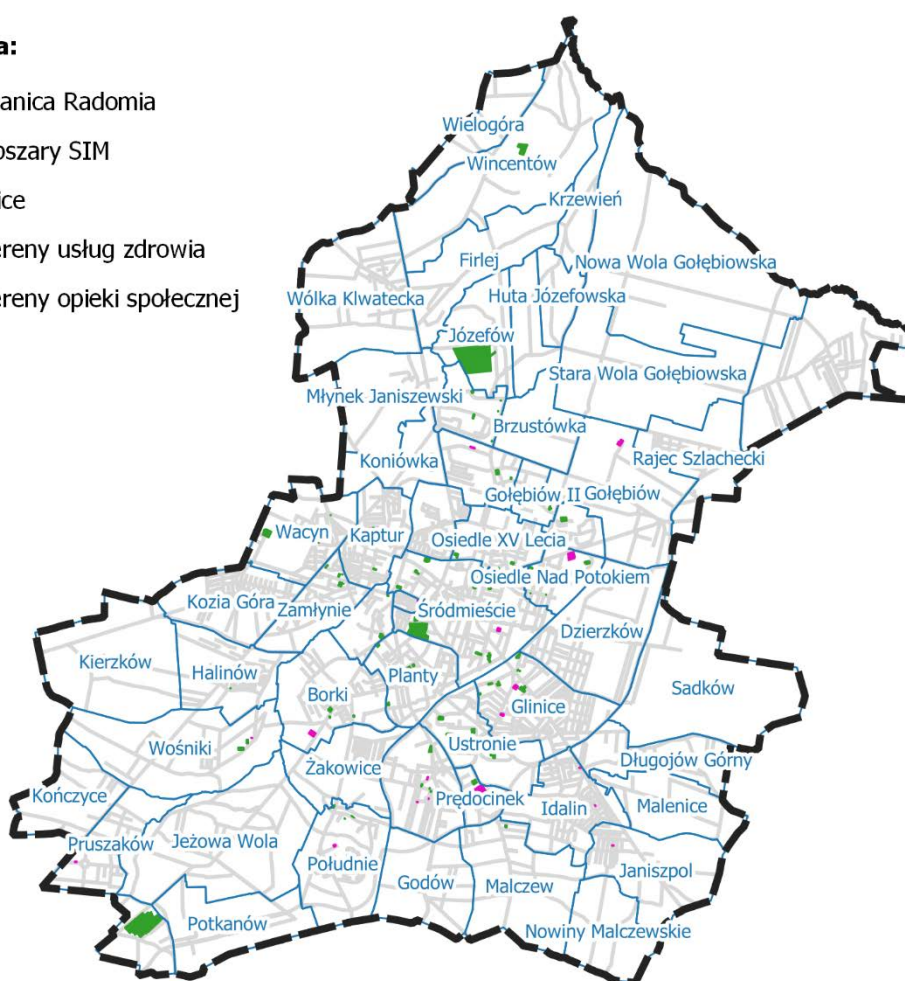 a:
anica Radomia
oszary SIM
ice
ereny usług zdrowia
ereny opieki społecznej
Wielogóra
Wincentów
Krzewień
Firlej
Nowa Wola Gołębiowska
Wólka Klwatecka
Huta Józefowska
Józefów
Stara Wola Gołębiowska
Młynek Janiszewski
Brzustówka
Koniówka
Rajec Szlachecki
Gołębiów II
Gołębiów
Wacyn
Kaptur
Osiedle XV Lecia
Osiedle Nad Potokiem
Kozia Góra
Zamłynie
Śródmieście
Dzierzków
Kierzków
Halinów
Planty
Borki
Glinice
Sadków
Wośniki
Ustronie
Żakowice
Długojów Górny
Kończyce
Prędocinek
Idalin
Malenice
Pruszaków
Jeżowa Wola
Południe
Godów
Malczew
Janiszpol
Potkanów
Nowiny Malczewskie